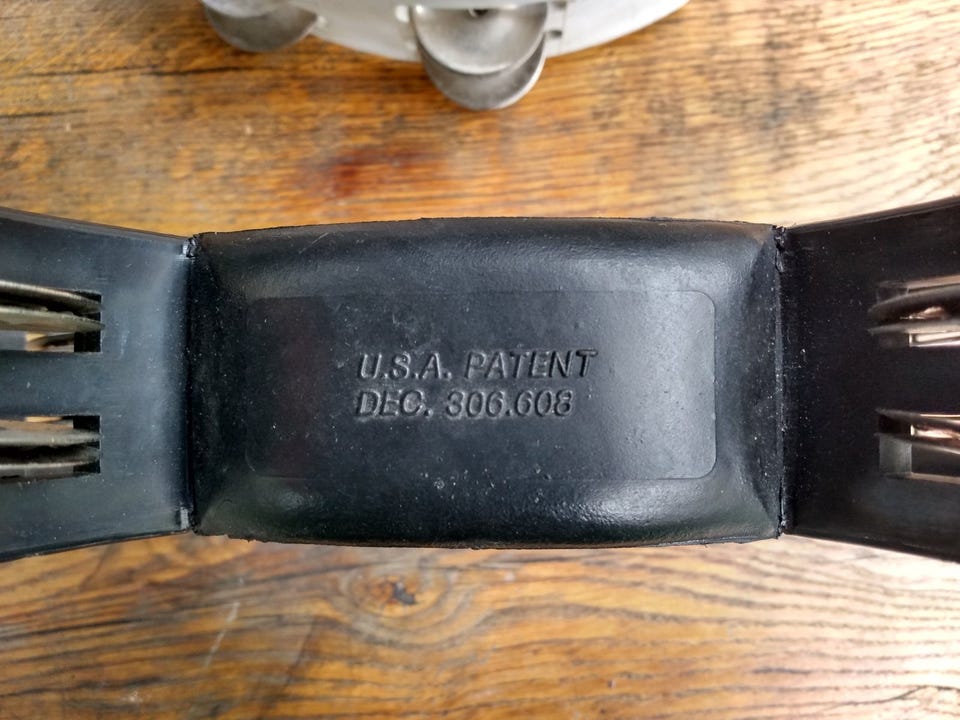 U.S.A. PATENT
DEC. 306.608